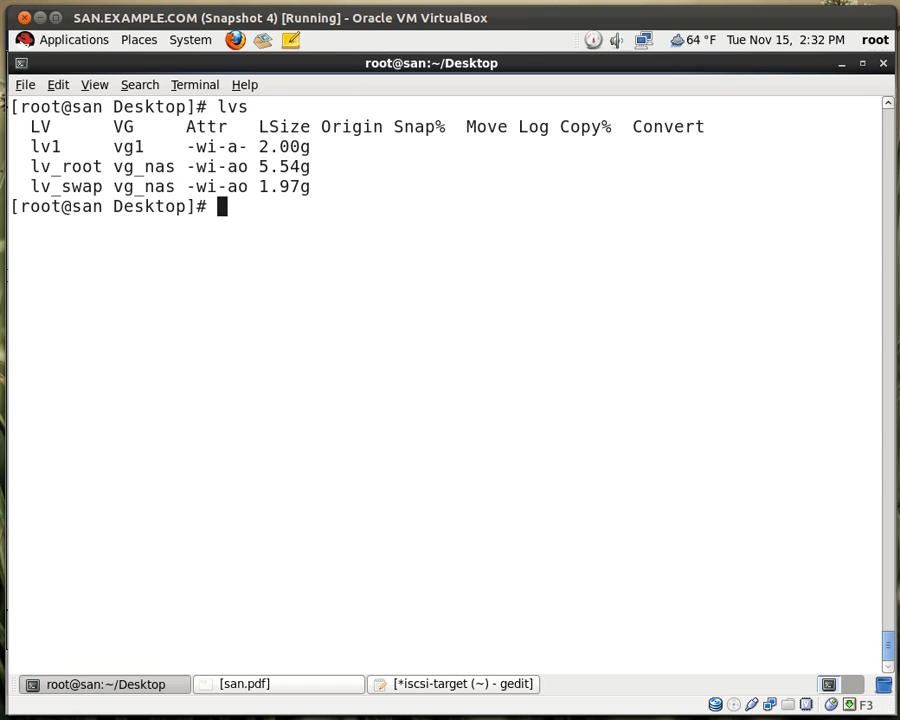 SAN.EXAMPLE.COM (Snapshot 4) [Running] - Oracle VM VirtualBox
Applications Places System 64 °F Tue Nov 15, 2:32 PM root
root@san:~/Desktop
File Edit View Search Terminal Help
[root@san Desktop]# lvs
LV VG Attr LSize Origin Snap% Move Log Copy% Convert
lv1 vg1 -wi-a- 2.00g
lv_root vg_nas -wi-ao 5.54g
lv_swap vg_nas -wi-ao 1.97g
[root@san Desktop]#
root@san:~/Desktop [san.pdf] [*iscsi-target (~) - gedit]
F3